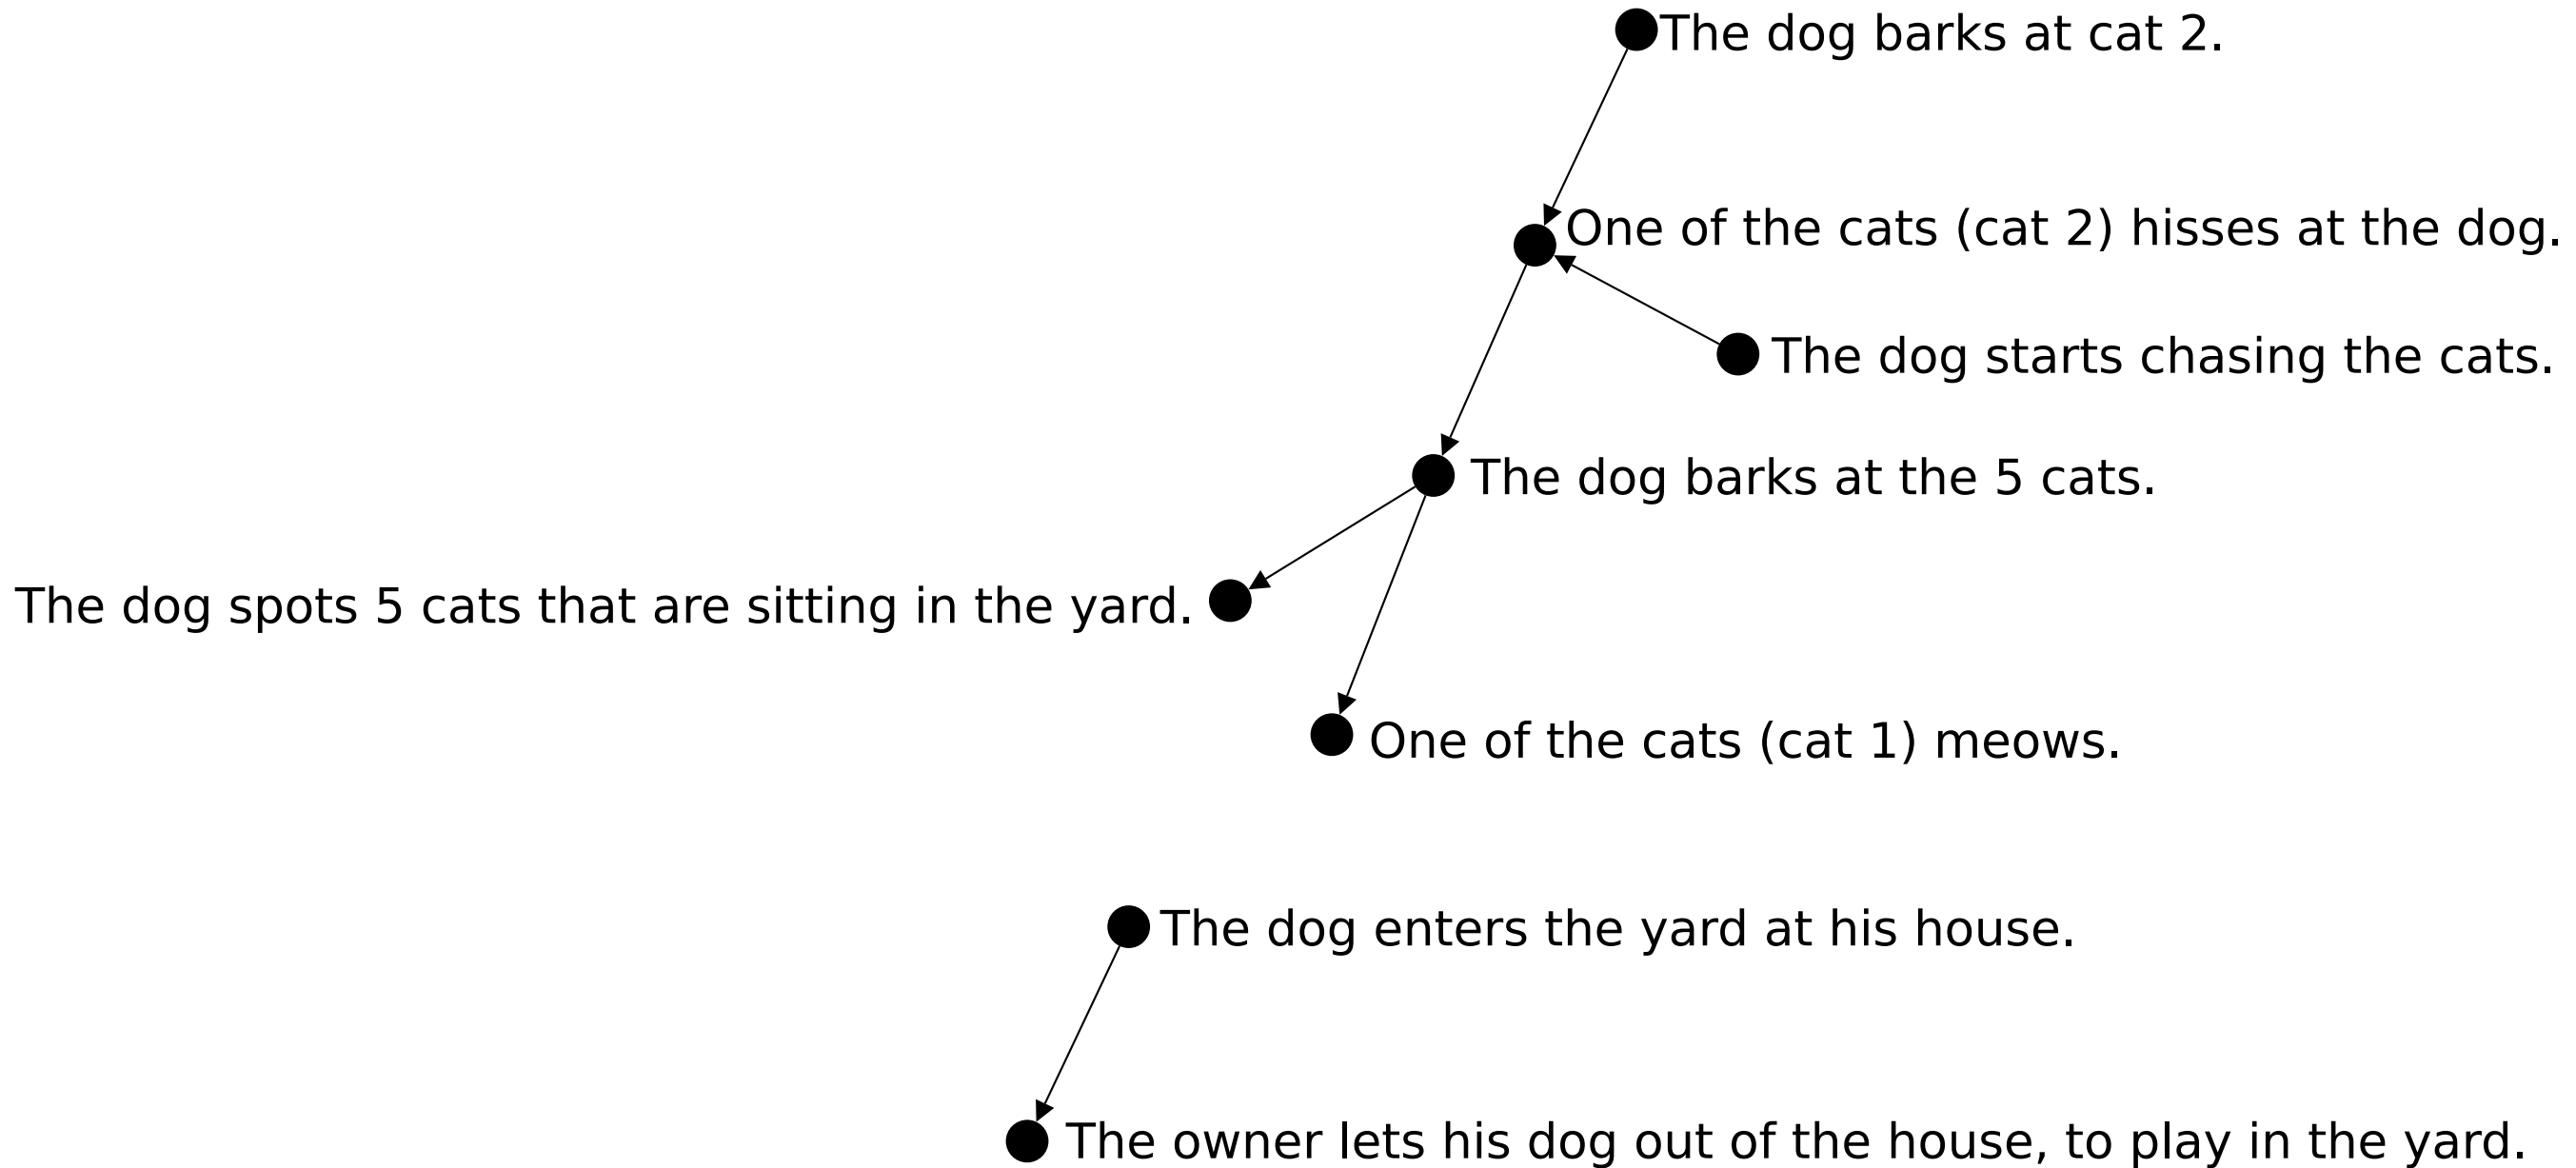 The dog barks at cat 2.
One of the cats (cat 2) hisses at the dog.
The dog starts chasing the cats.
The dog barks at the 5 cats.
The dog spots 5 cats that are sitting in the yard.
One of the cats (cat 1) meows.
The dog enters the yard at his house.
The owner lets his dog out of the house, to play in the yard.